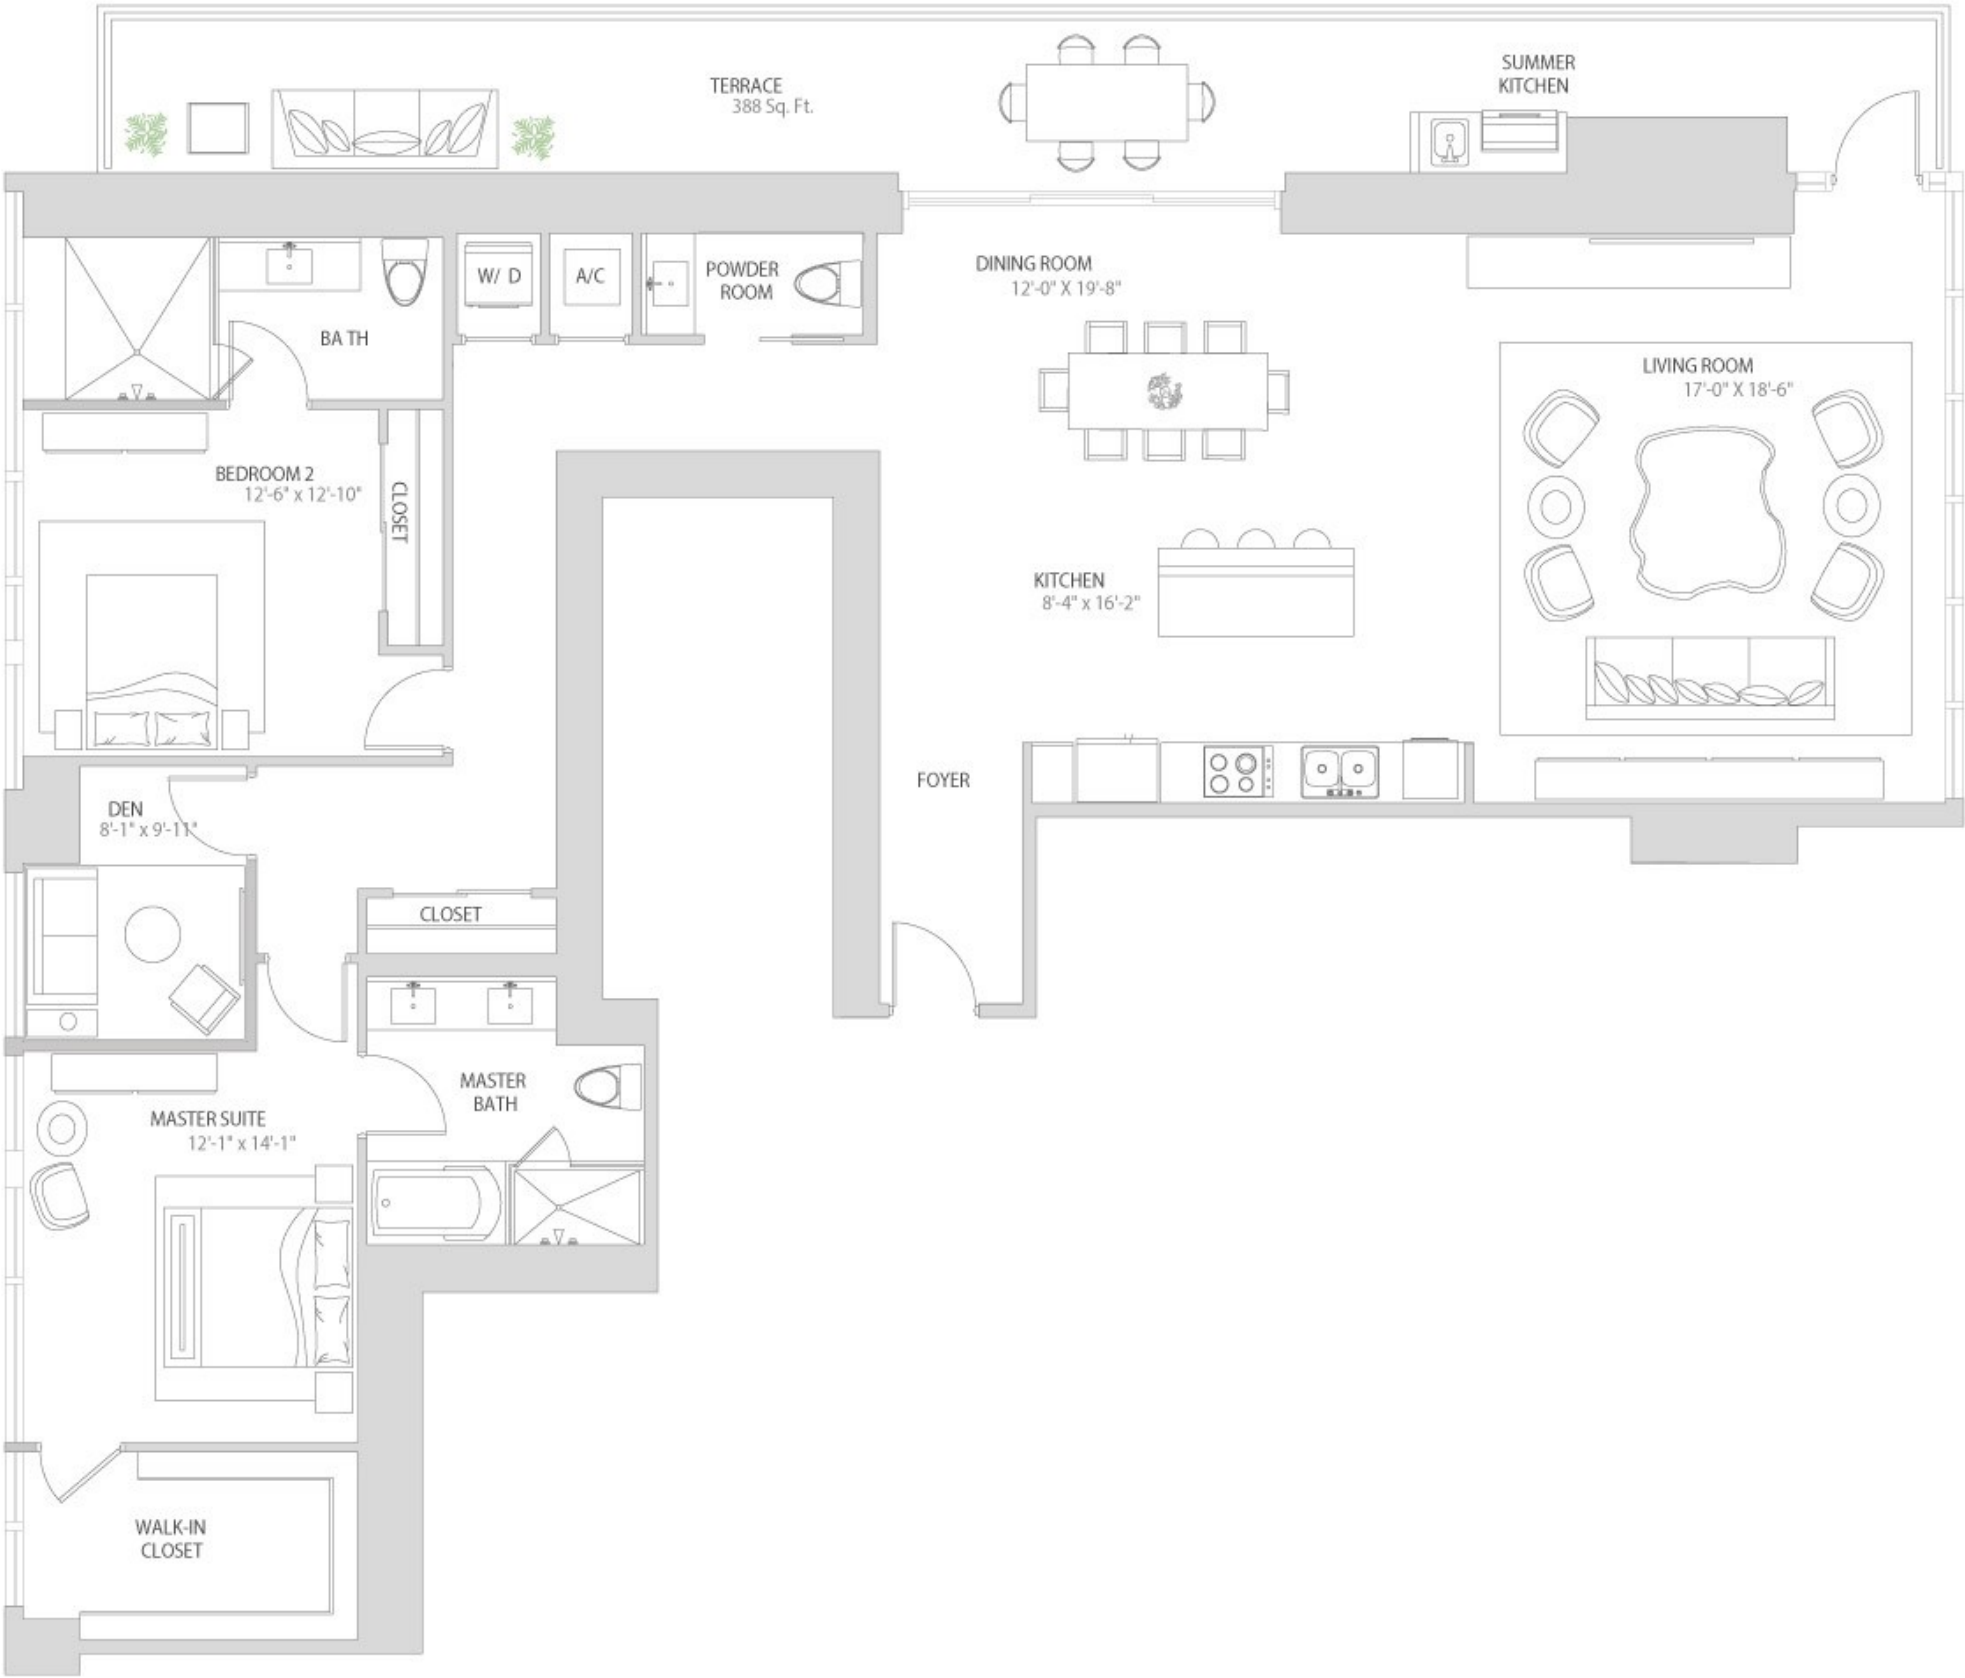 TERRACE
388 Sq. Ft.
SUMMER
KITCHEN
W/ D
A/C
POWDER
ROOM
DINING ROOM
12'-0" X 19'-8"
BA TH
LIVING ROOM
17'-0" X 18'-6"
BEDROOM 2
12'-6" x 12'-10"
CLOSET
KITCHEN
8'-4" x 16'-2"
FOYER
DEN
8'-1" x 9'-11"
CLOSET
MASTER
BATH
MASTER SUITE
12'-1" x 14'-1"
WALK-IN
CLOSET